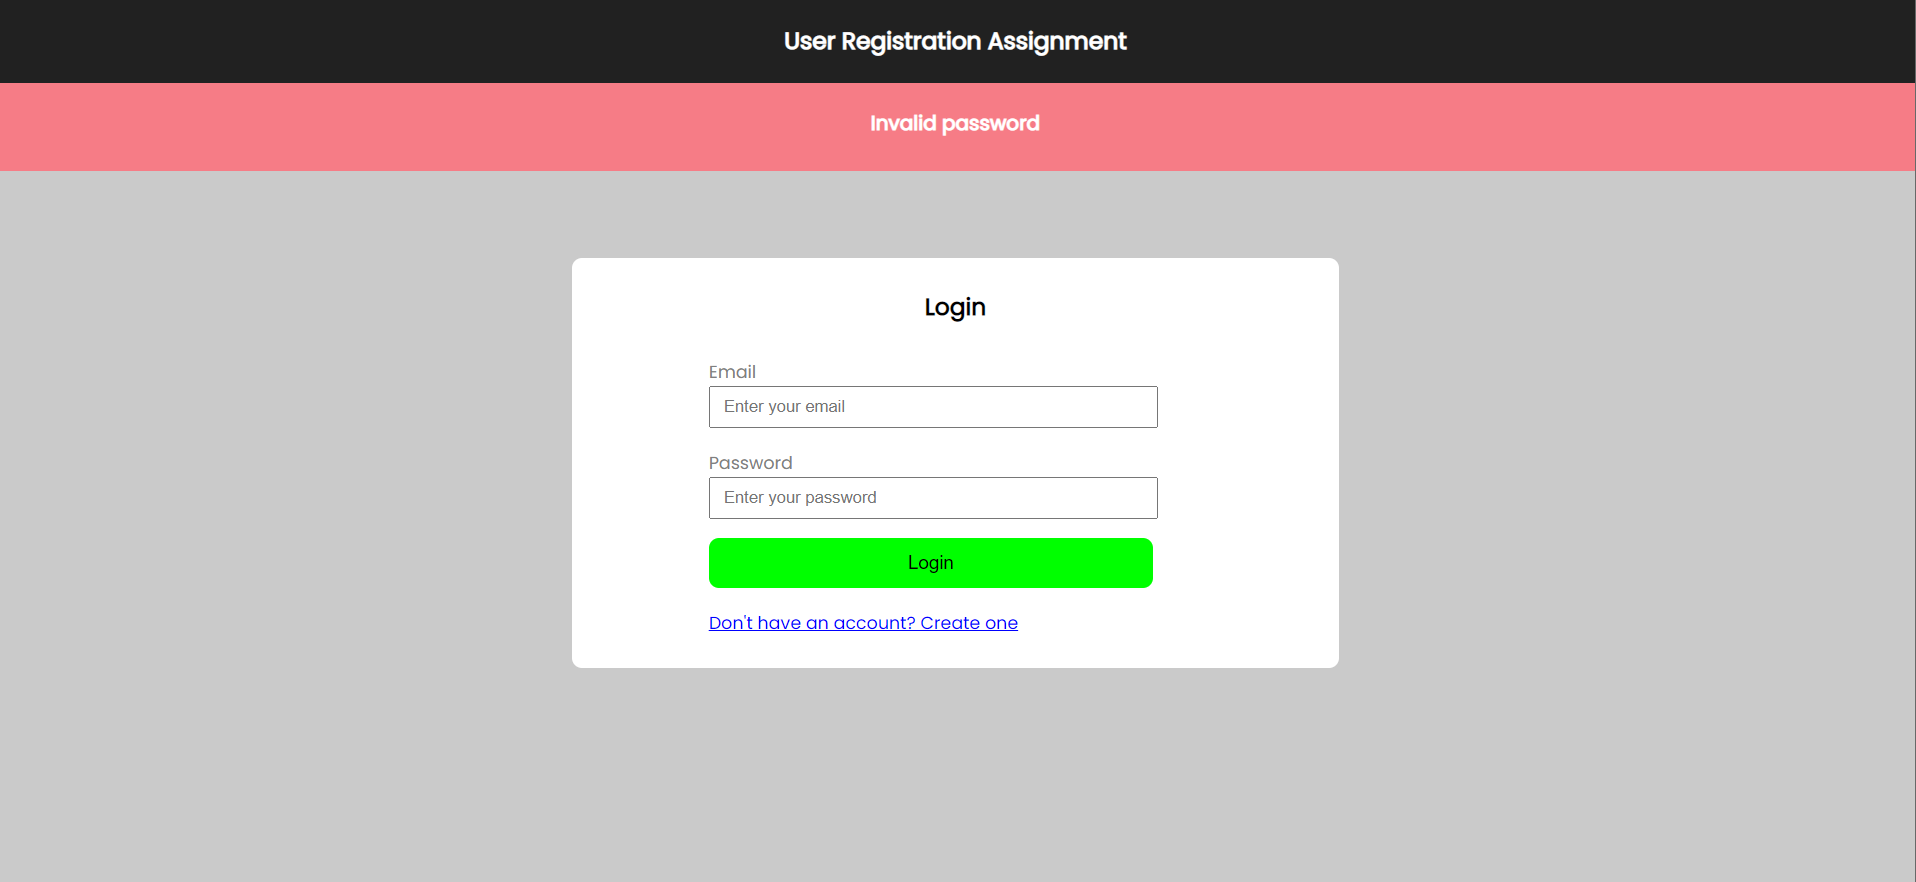 User Registration Assignment
Invalid password
Login
Email
Enter your email
Password
Enter your password
Login
Don't have an account? Create one